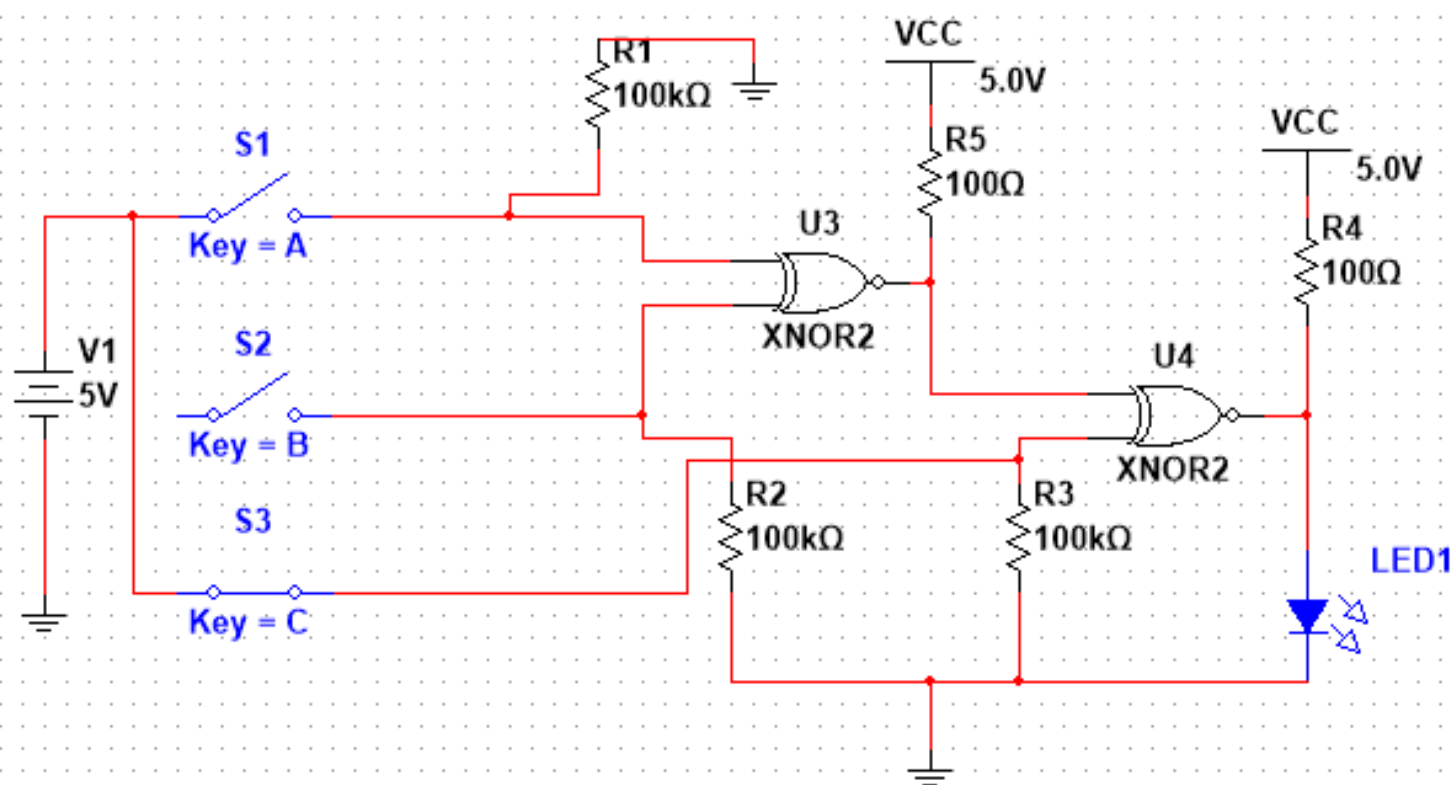 VCC
5.0V
R1
100kΩ
VCC
5.0V
S1
R5
100Ω
Key = A
U3
R4
100Ω
XNOR2
V1
5V
S2
U4
Key = B
XNOR2
R2
100kΩ
R3
100kΩ
S3
LED1
Key = C